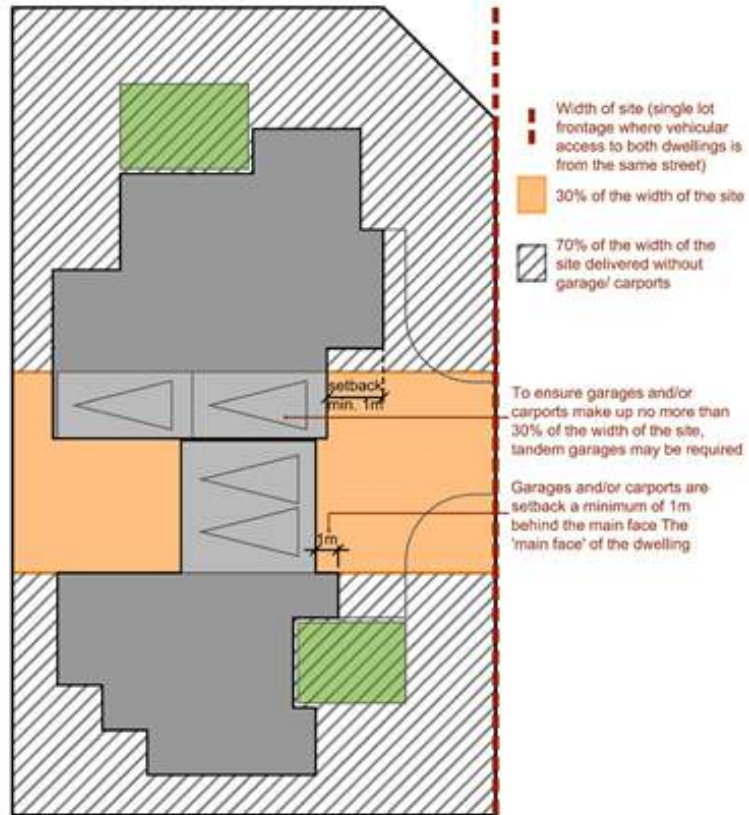 Width of site (single lot
frontage where vehicular
access to both dwellings is
from the same street)
30% of the width of the site
70% of the width of the
site delivered without
garage/ carports
setback
min. 1m
To ensure garages and/or
carports make up no more than
30% of the width of the site,
tandem garages may be required
Garages and/or carports are
setback a minimum of 1m
behind the main face The
'main face' of the dwelling
1m